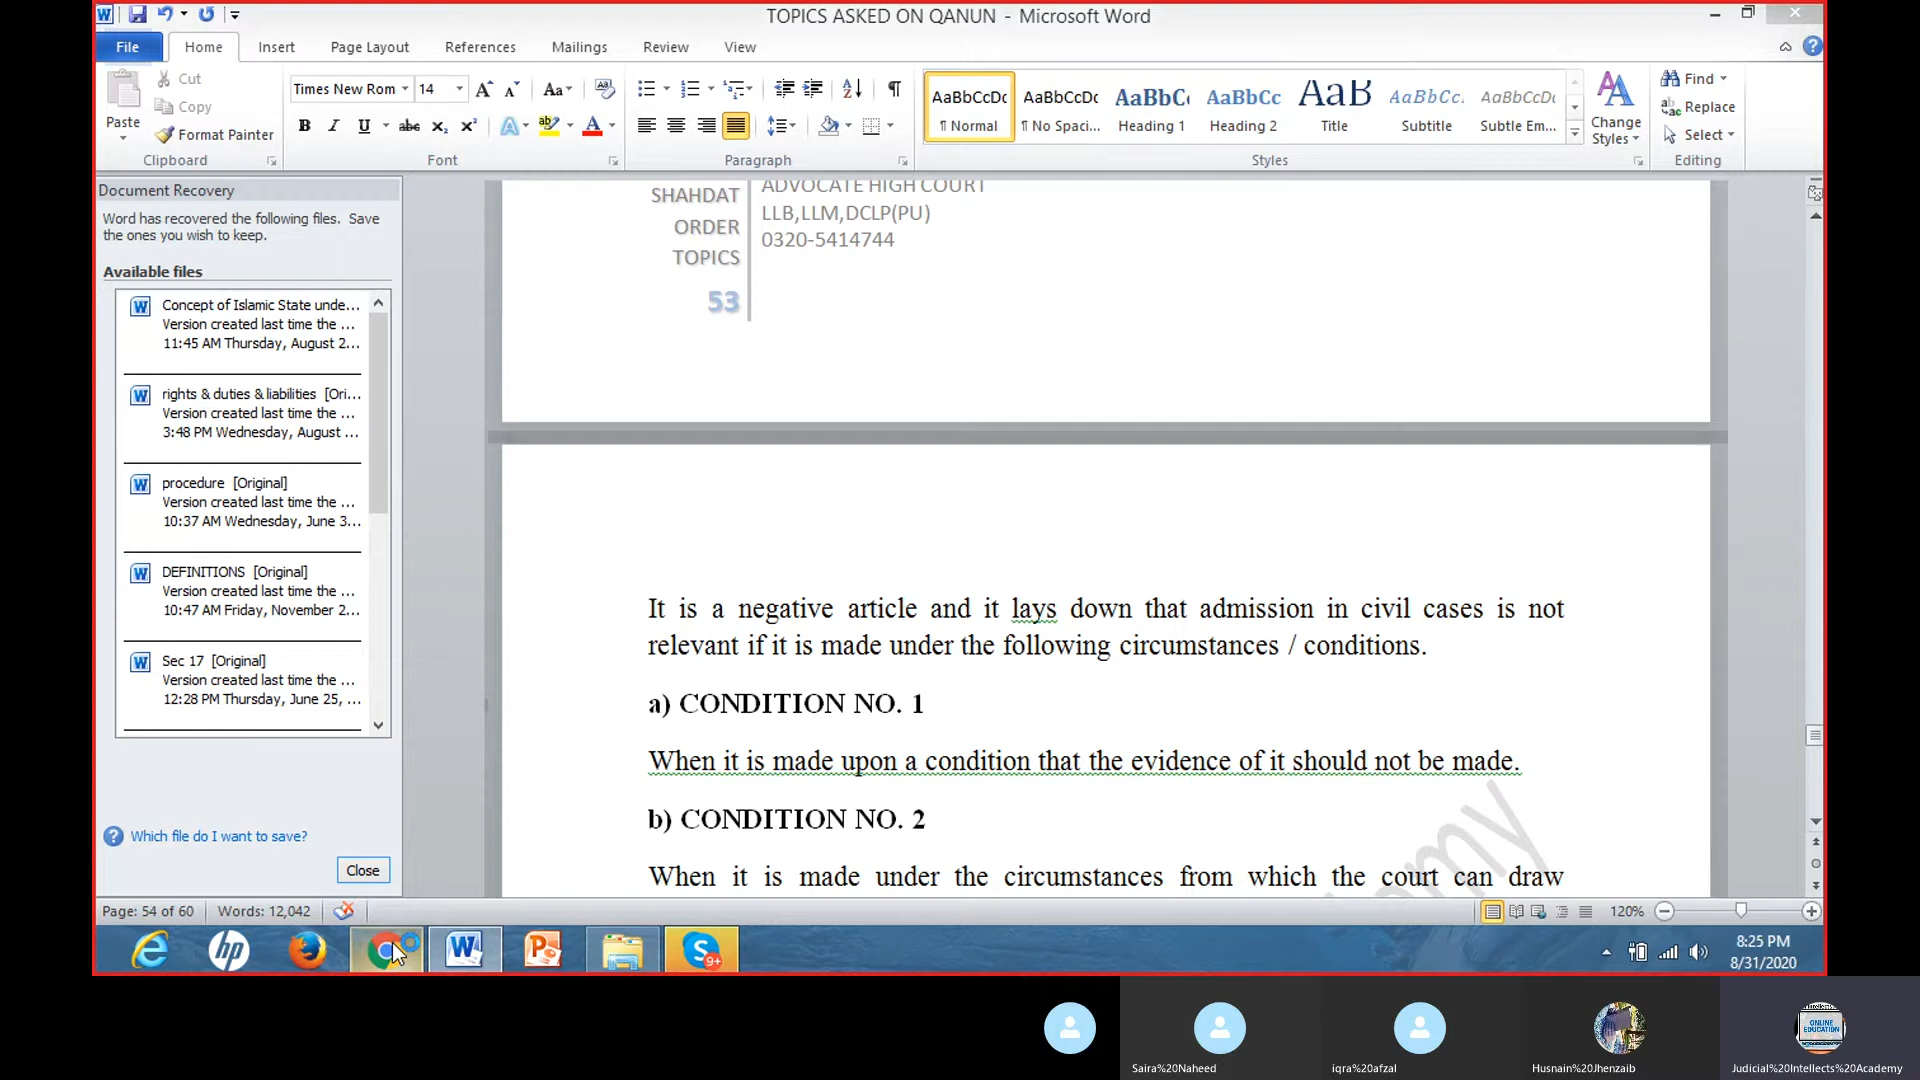 TOPICS ASKED ON QANUN - Microsoft Word
File Home Insert Page Layout References Mailings Review View
Paste
Cut
Copy
Format Painter
Clipboard
Times New Rom 14
Font
Paragraph
AaBbCcDc AaBbCcDc AaBbC AaBbCc AaB AaBbCc. AaBbCcDc
¶ Normal ¶ No Spaci... Heading 1 Heading 2 Title Subtitle Subtle Em...
Change
Styles
Styles
Find
Replace
Select
Editing
Document Recovery
Word has recovered the following files. Save
the ones you wish to keep.
Available files
Concept of Islamic State unde...
Version created last time the ...
11:45 AM Thursday, August 2...
rights & duties & liabilities [Ori...
Version created last time the ...
3:48 PM Wednesday, August ...
procedure [Original]
Version created last time the ...
10:37 AM Wednesday, June 3...
DEFINITIONS [Original]
Version created last time the ...
10:47 AM Friday, November 2...
Sec 17 [Original]
Version created last time the ...
12:28 PM Thursday, June 25, ...
Which file do I want to save?
Close
SHAHDAT
ORDER
TOPICS
53
ADVOCATE HIGH COURT
LLB,LLM,DCLP(PU)
0320-5414744
It is a negative article and it lays down that admission in civil cases is not
relevant if it is made under the following circumstances / conditions.
a) CONDITION NO. 1
When it is made upon a condition that the evidence of it should not be made.
b) CONDITION NO. 2
When it is made under the circumstances from which the court can draw
Page: 54 of 60 Words: 12,042
120%
8:25 PM
8/31/2020
Saira%20Naheed
iqra%20afzal
Husnain%20Jhenzaib
ONLINE
EDUCATION
Judicial%20Intellects%20Academy